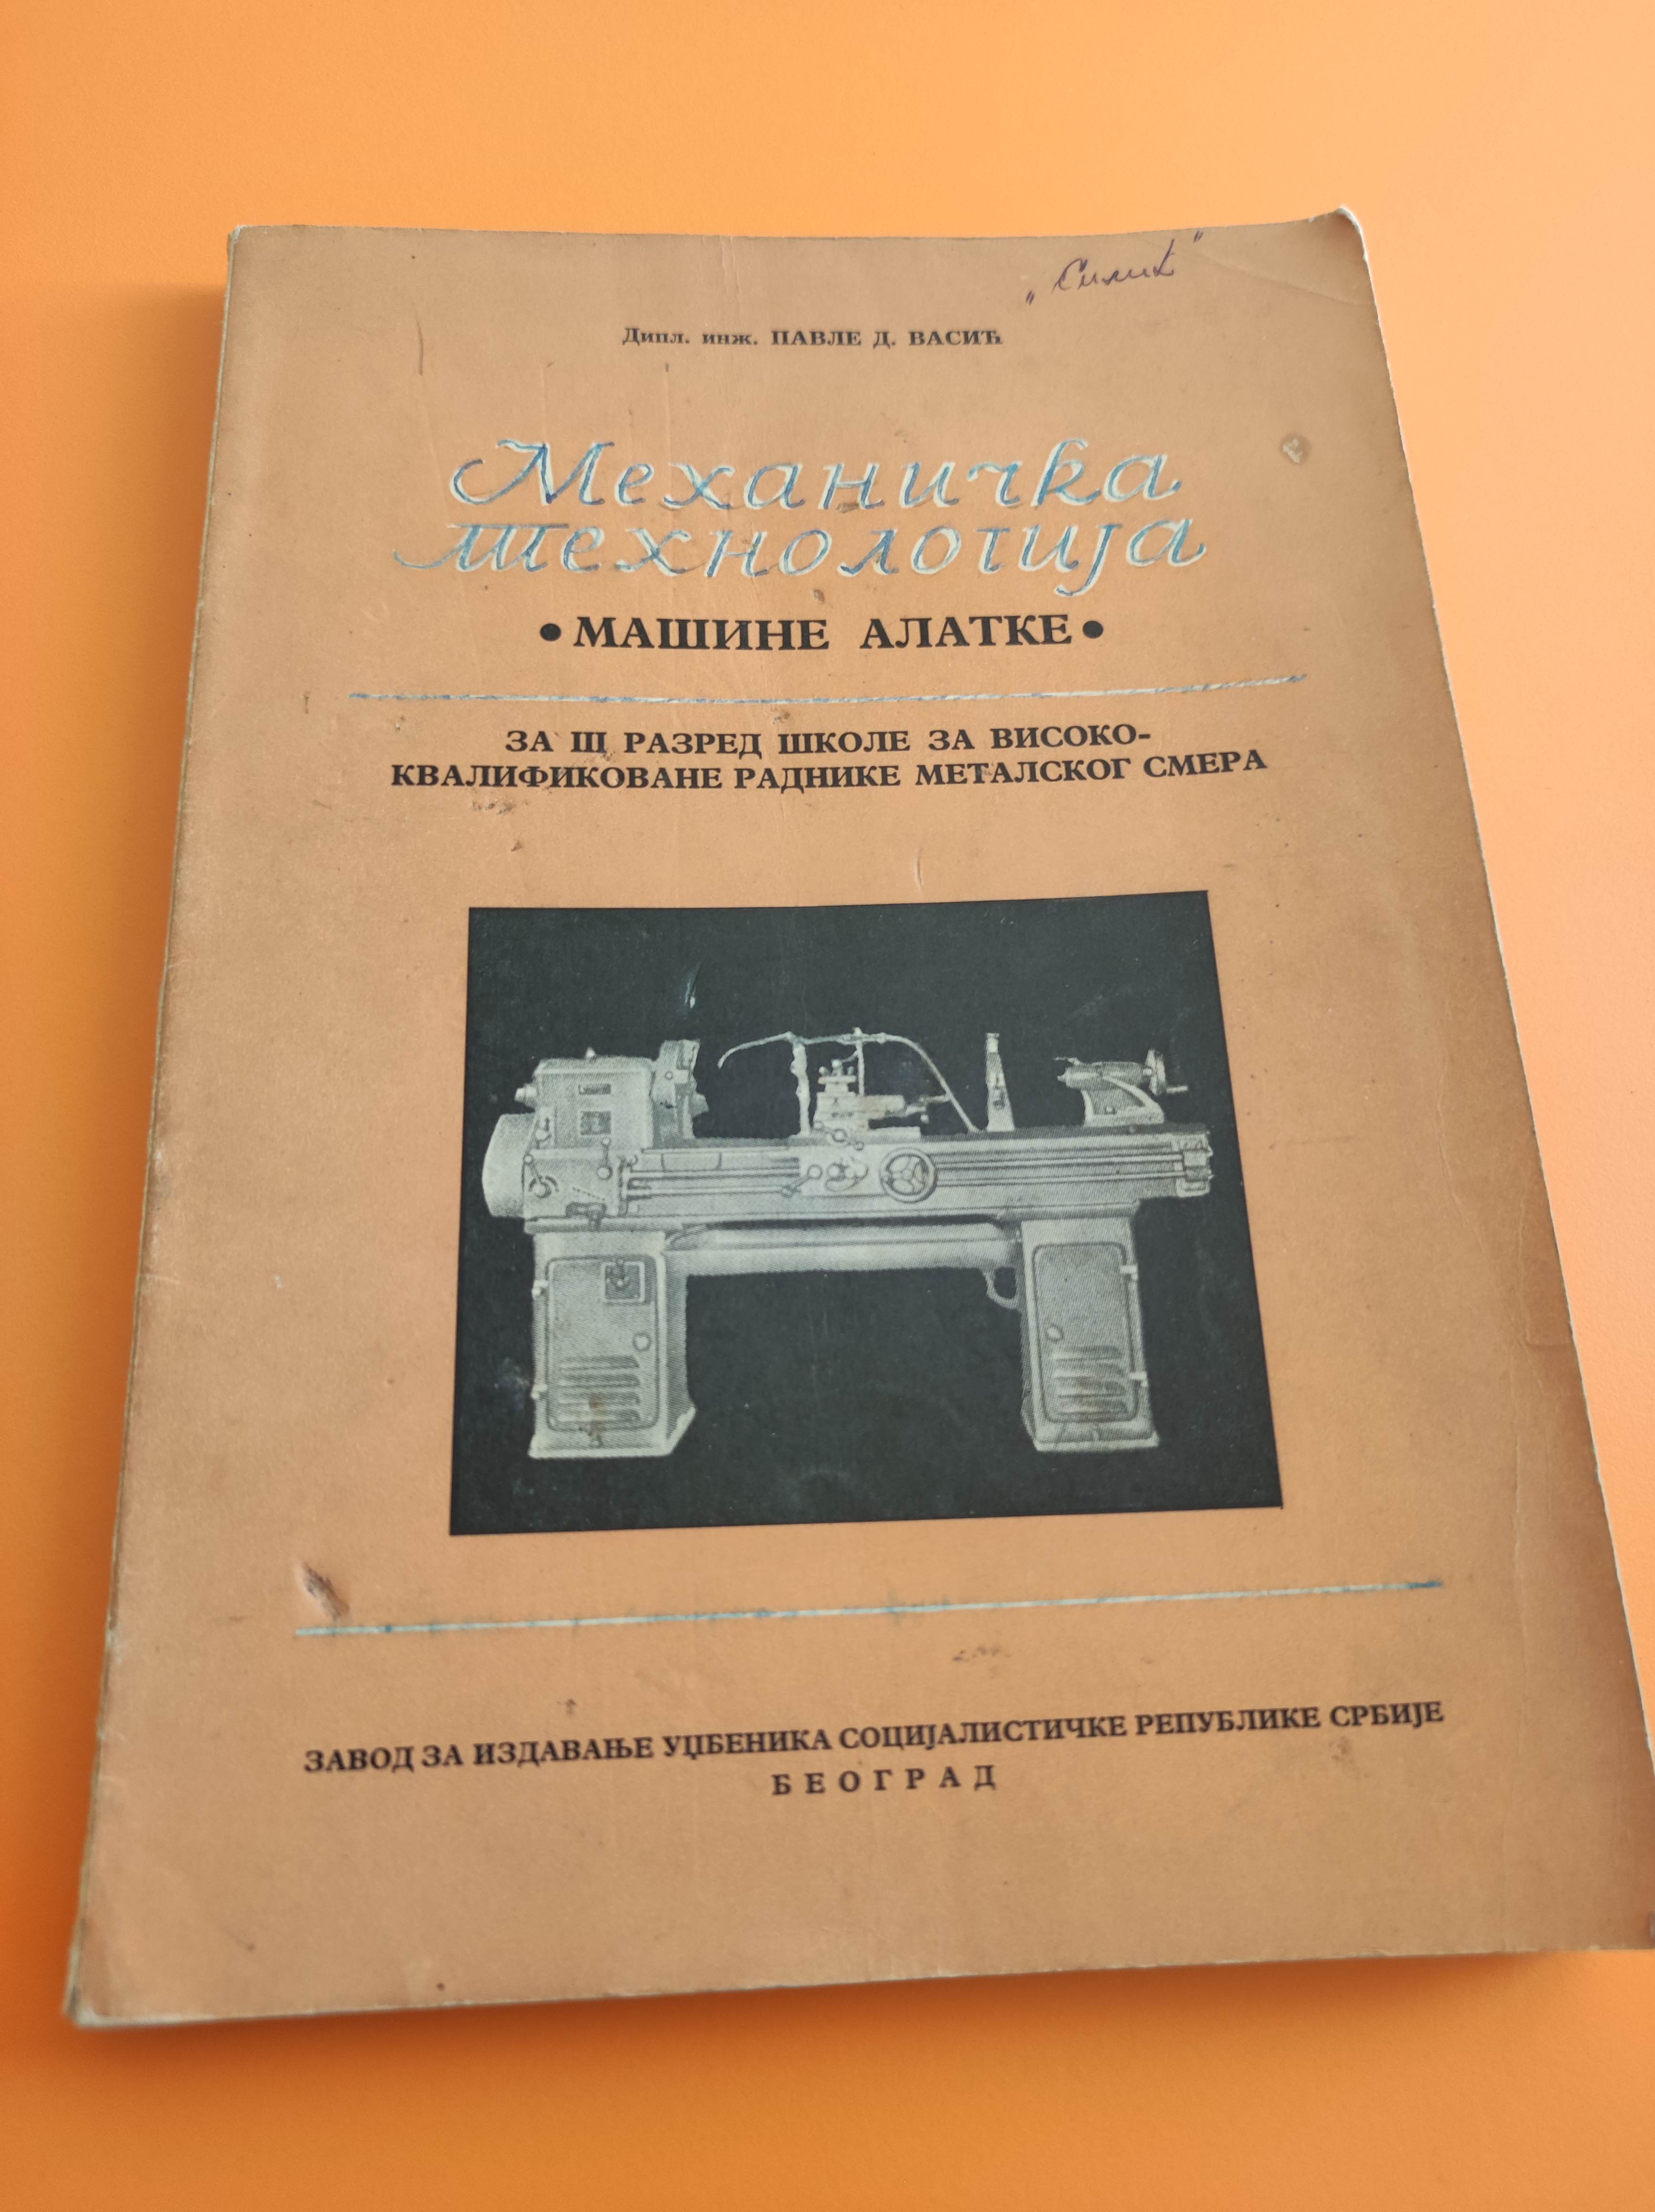 „Силић"
Дипл. инж. ПАВЛЕ Д. ВАСИЋ
Механичка
технологија
• МАШИНЕ АЛАТКЕ •
ЗА III РАЗРЕД ШКОЛЕ ЗА ВИСОКО-
КВАЛИФИКОВАНЕ РАДНИКЕ МЕТАЛСКОГ СМЕРА
ЗАВОД ЗА ИЗДАВАЊЕ УЏБЕНИКА СОЦИЈАЛИСТИЧКЕ РЕПУБЛИКЕ СРБИЈЕ
БЕОГРАД